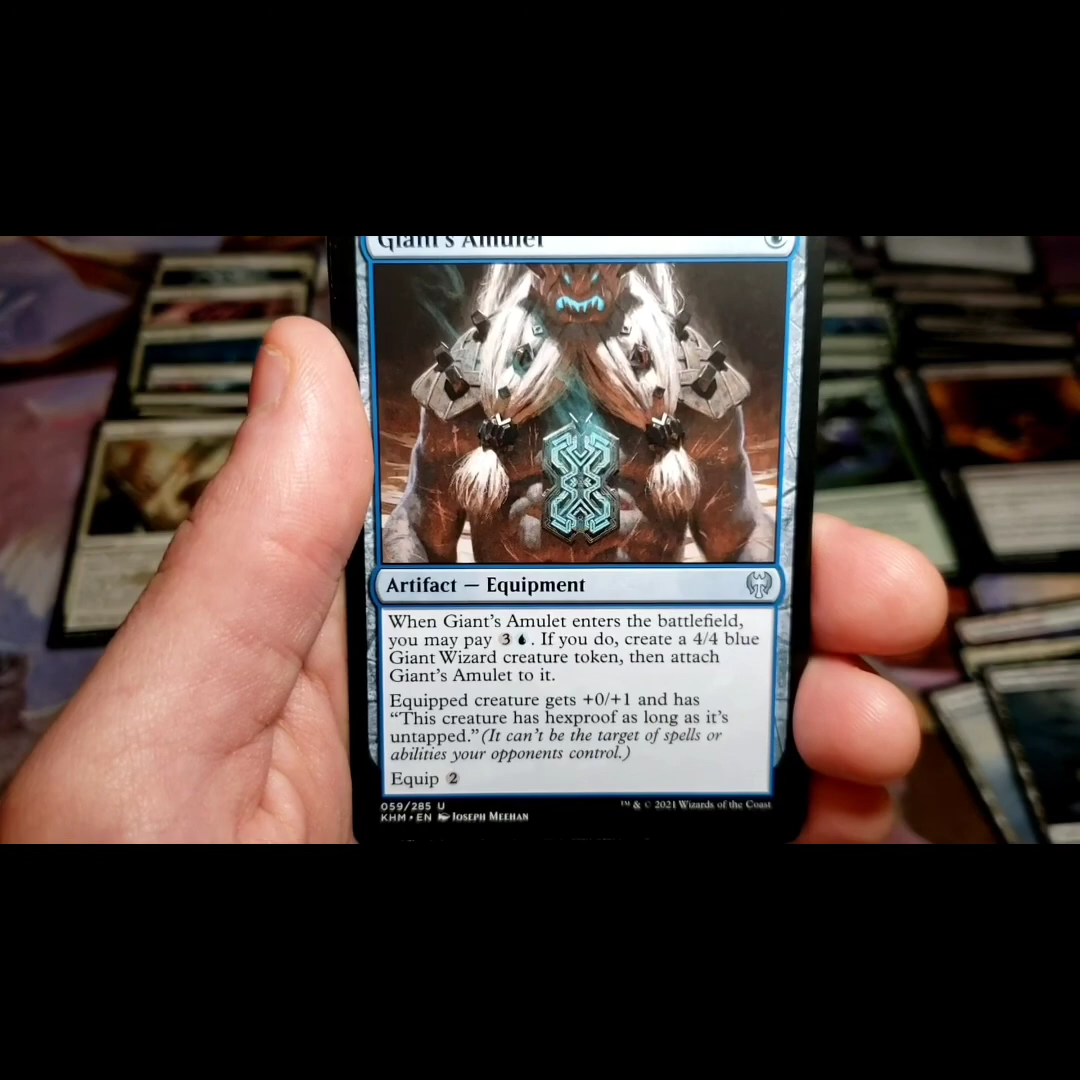 Giant's Amulet
Artifact — Equipment
When Giant's Amulet enters the battlefield,
you may pay 3 . If you do, create a 4/4 blue
Giant Wizard creature token, then attach
Giant's Amulet to it.
Equipped creature gets +0/+1 and has
“This creature has hexproof as long as it's
untapped.” (It can't be the target of spells or
abilities your opponents control.)
Equip 2
059/285 U
KHM • EN Joseph Meehan
™ & © 2021 Wizards of the Coast